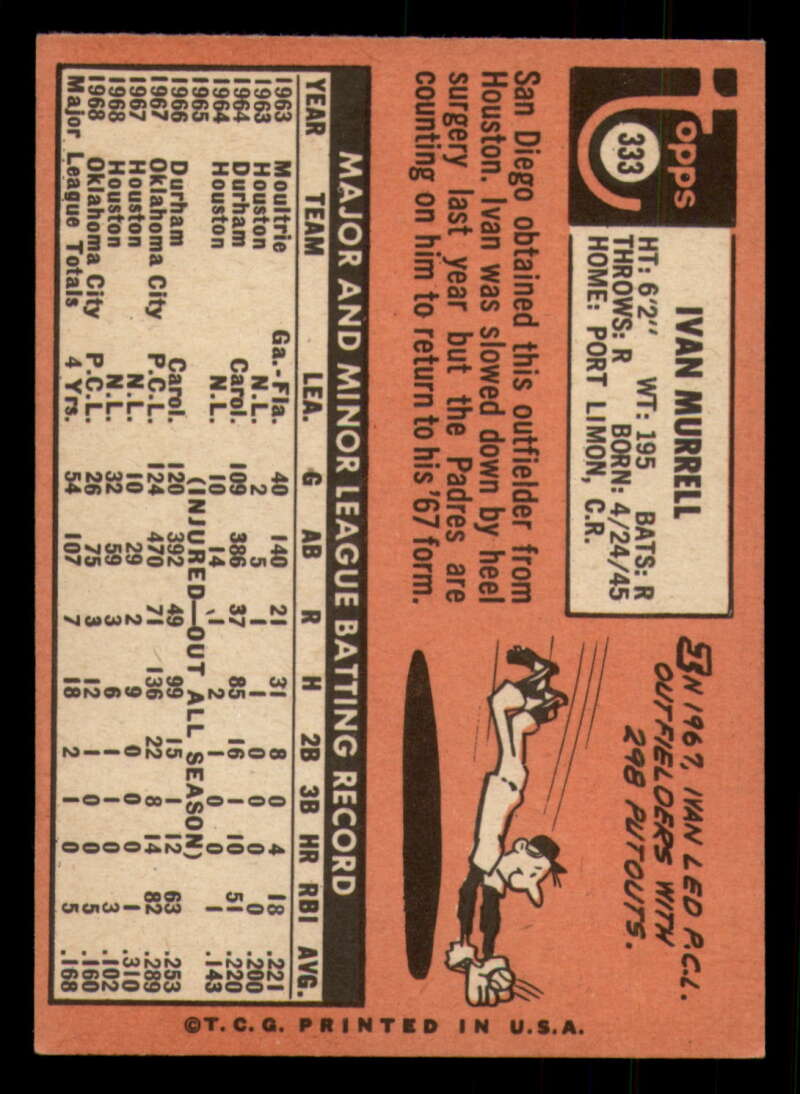 Topps
333
IVAN MURRELL
HT: 6'2" WT: 195 BATS: R
THROWS: R BORN: 4/24/45
HOME: PORT LIMON, C.R.
San Diego obtained this outfielder from
Houston. Ivan was slowed down by heel
surgery last year but the Padres are
counting on him to return to his '67 form.
IN 1967, IVAN LED P.C.L.
OUTFIELDERS WITH
298 PUTOUTS.
MAJOR AND MINOR LEAGUE BATTING RECORD
YEAR TEAM LEA. G AB R H 2B 3B HR RBI AVG.
1963 Moultrie Ga.-Fla. 40 140 21 31 8 0 4 18 .221
1963 Houston N.L. 2 5 1 1 0 0 0 0 .200
1964 Durham Carol. 109 386 37 85 16 1 10 51 .220
1964 Houston N.L. 10 14 1 2 1 0 0 1 .143
1965 (INJURED—OUT ALL SEASON)
1966 Durham Carol. 120 392 49 99 15 1 12 63 .253
1967 Oklahoma City P.C.L. 124 470 71 136 22 8 14 82 .289
1967 Houston N.L. 10 29 2 9 0 0 0 1 .310
1968 Houston N.L. 32 59 3 6 1 1 0 3 .102
1968 Oklahoma City P.C.L. 26 75 3 12 1 0 0 5 .160
Major League Totals 4 Yrs. 54 107 7 18 2 1 0 5 .168
©T.C.G. PRINTED IN U.S.A.